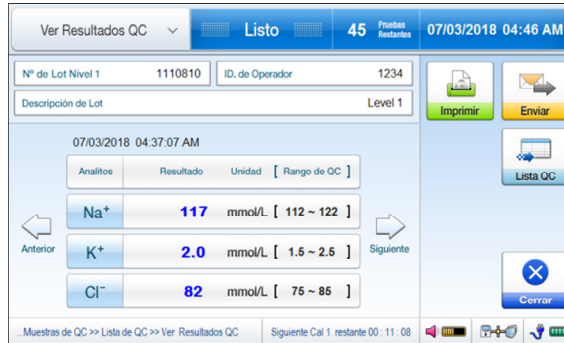 Ver Resultados QC
Listo
45 Pruebas Restantes
07/03/2018 04:46 AM
Nº de Lot Nivel 1 1110810
ID. de Operador 1234
Descripción de Lot Level 1
Imprimir
Enviar
07/03/2018 04:37:07 AM
Analitos Resultado Unidad [ Rango de QC ]
Na⁺ 117 mmol/L [ 112 ~ 122 ]
K⁺ 2.0 mmol/L [ 1.5 ~ 2.5 ]
Cl⁻ 82 mmol/L [ 75 ~ 85 ]
Anterior
Siguiente
Lista QC
Cerrar
...Muestras de QC >> Lista de QC >> Ver Resultados QC
Siguiente Cal 1 restante 00 : 11 : 08